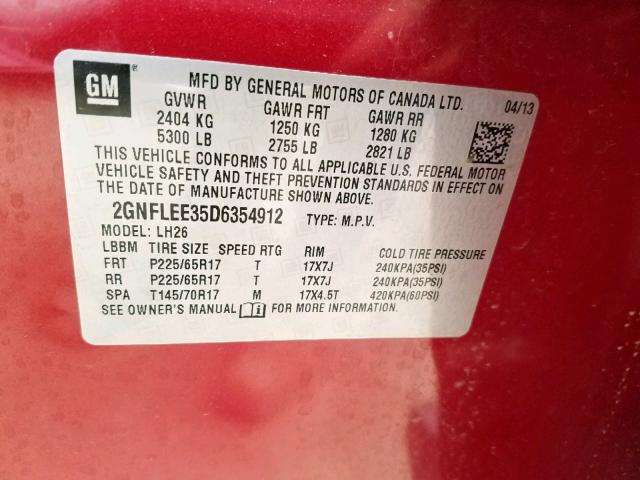 GM
MFD BY GENERAL MOTORS OF CANADA LTD. 04/13
GVWR GAWR FRT GAWR RR
2404 KG 1250 KG 1280 KG
5300 LB 2755 LB 2821 LB
THIS VEHICLE CONFORMS TO ALL APPLICABLE U.S. FEDERAL MOTOR
VEHICLE SAFETY AND THEFT PREVENTION STANDARDS IN EFFECT ON
THE DATE OF MANUFACTURE SHOWN ABOVE.
2GNFLEE35D6354912 TYPE: M.P.V.
MODEL: LH26
LBBM TIRE SIZE SPEED RTG RIM COLD TIRE PRESSURE
FRT P225/65R17 T 17X7J 240KPA(35PSI)
RR P225/65R17 T 17X7J 240KPA(35PSI)
SPA T145/70R17 M 17X4.5T 420KPA(60PSI)
SEE OWNER'S MANUAL FOR MORE INFORMATION.